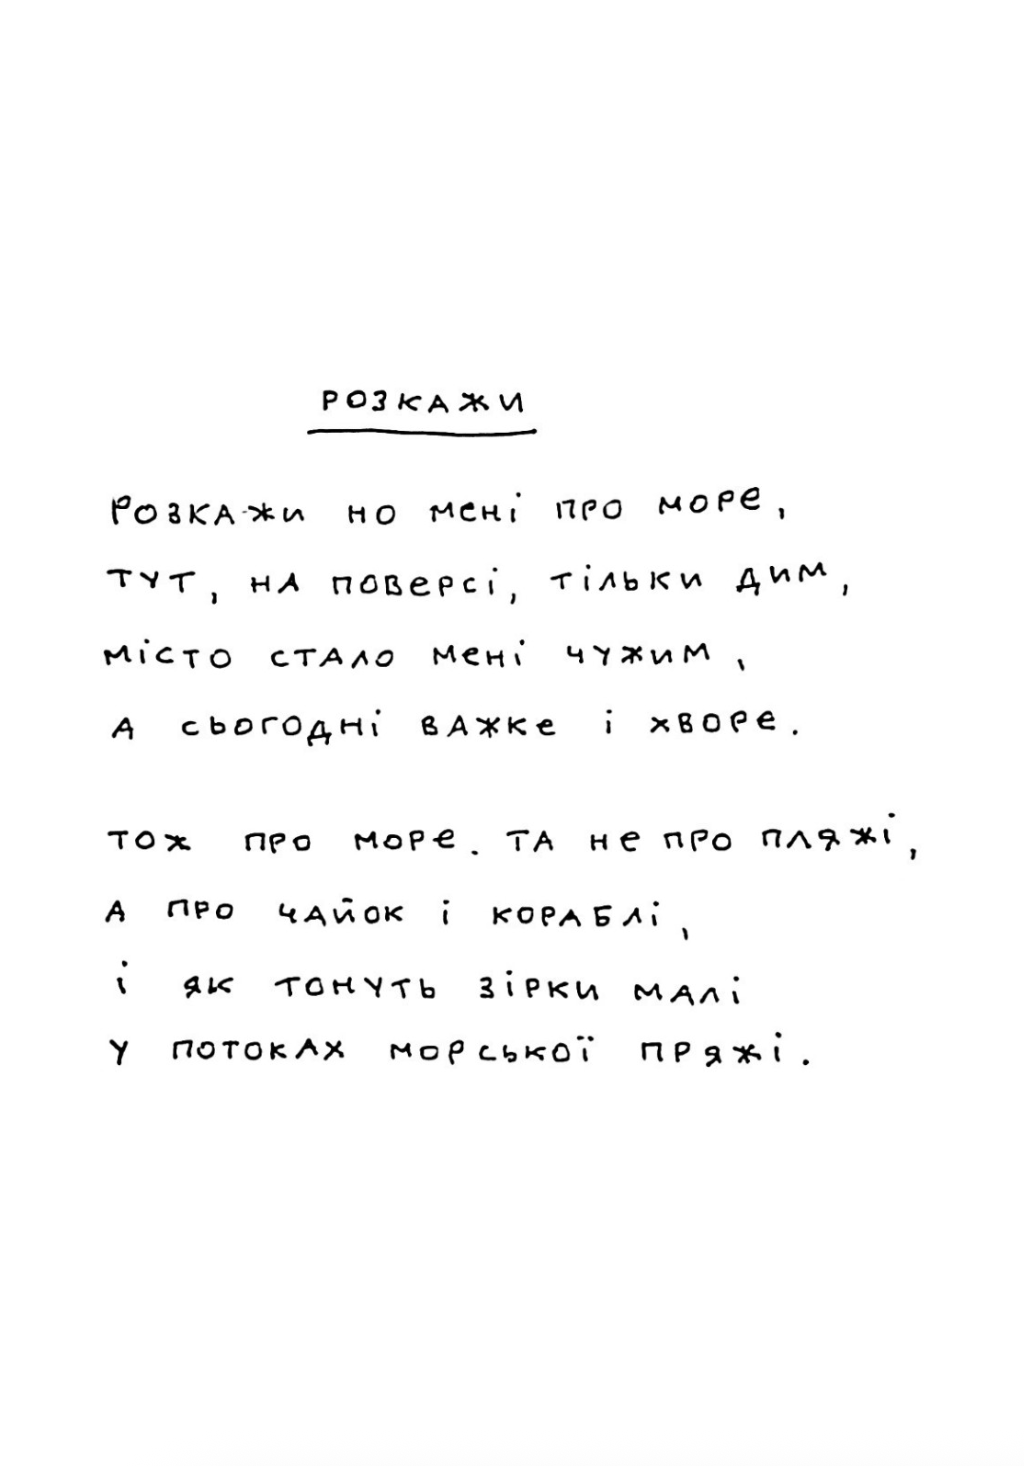 РОЗКАЖИ
РОЗКАЖИ НО МЕНІ ПРО МОРЕ,
ТУТ, НА ПОВЕРСІ, ТІЛЬКИ ДИМ,
МІСТО СТАЛО МЕНІ ЧУЖИМ,
А СЬОГОДНІ ВАЖКЕ І ХВОРЕ.
ТОЖ ПРО МОРЕ. ТА НЕ ПРО ПЛЯЖІ,
А ПРО ЧАЙОК І КОРАБЛІ,
І ЯК ТОНУТЬ ЗІРКИ МАЛІ
У ПОТОКАХ МОРСЬКОЇ ПРЯЖІ.